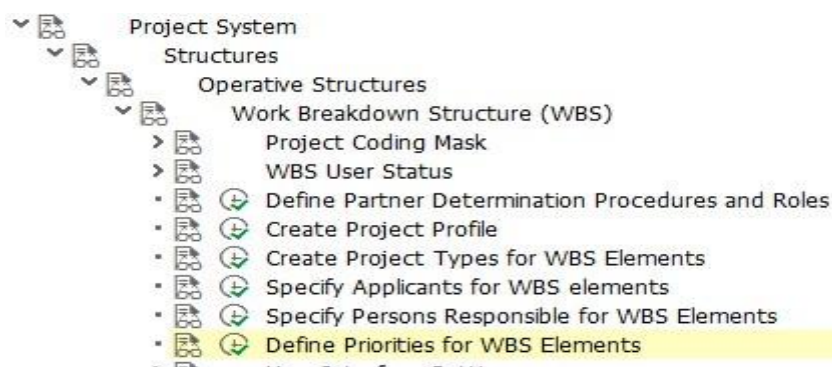 Project System
Structures
Operative Structures
Work Breakdown Structure (WBS)
Project Coding Mask
WBS User Status
Define Partner Determination Procedures and Roles
Create Project Profile
Create Project Types for WBS Elements
Specify Applicants for WBS elements
Specify Persons Responsible for WBS Elements
Define Priorities for WBS Elements